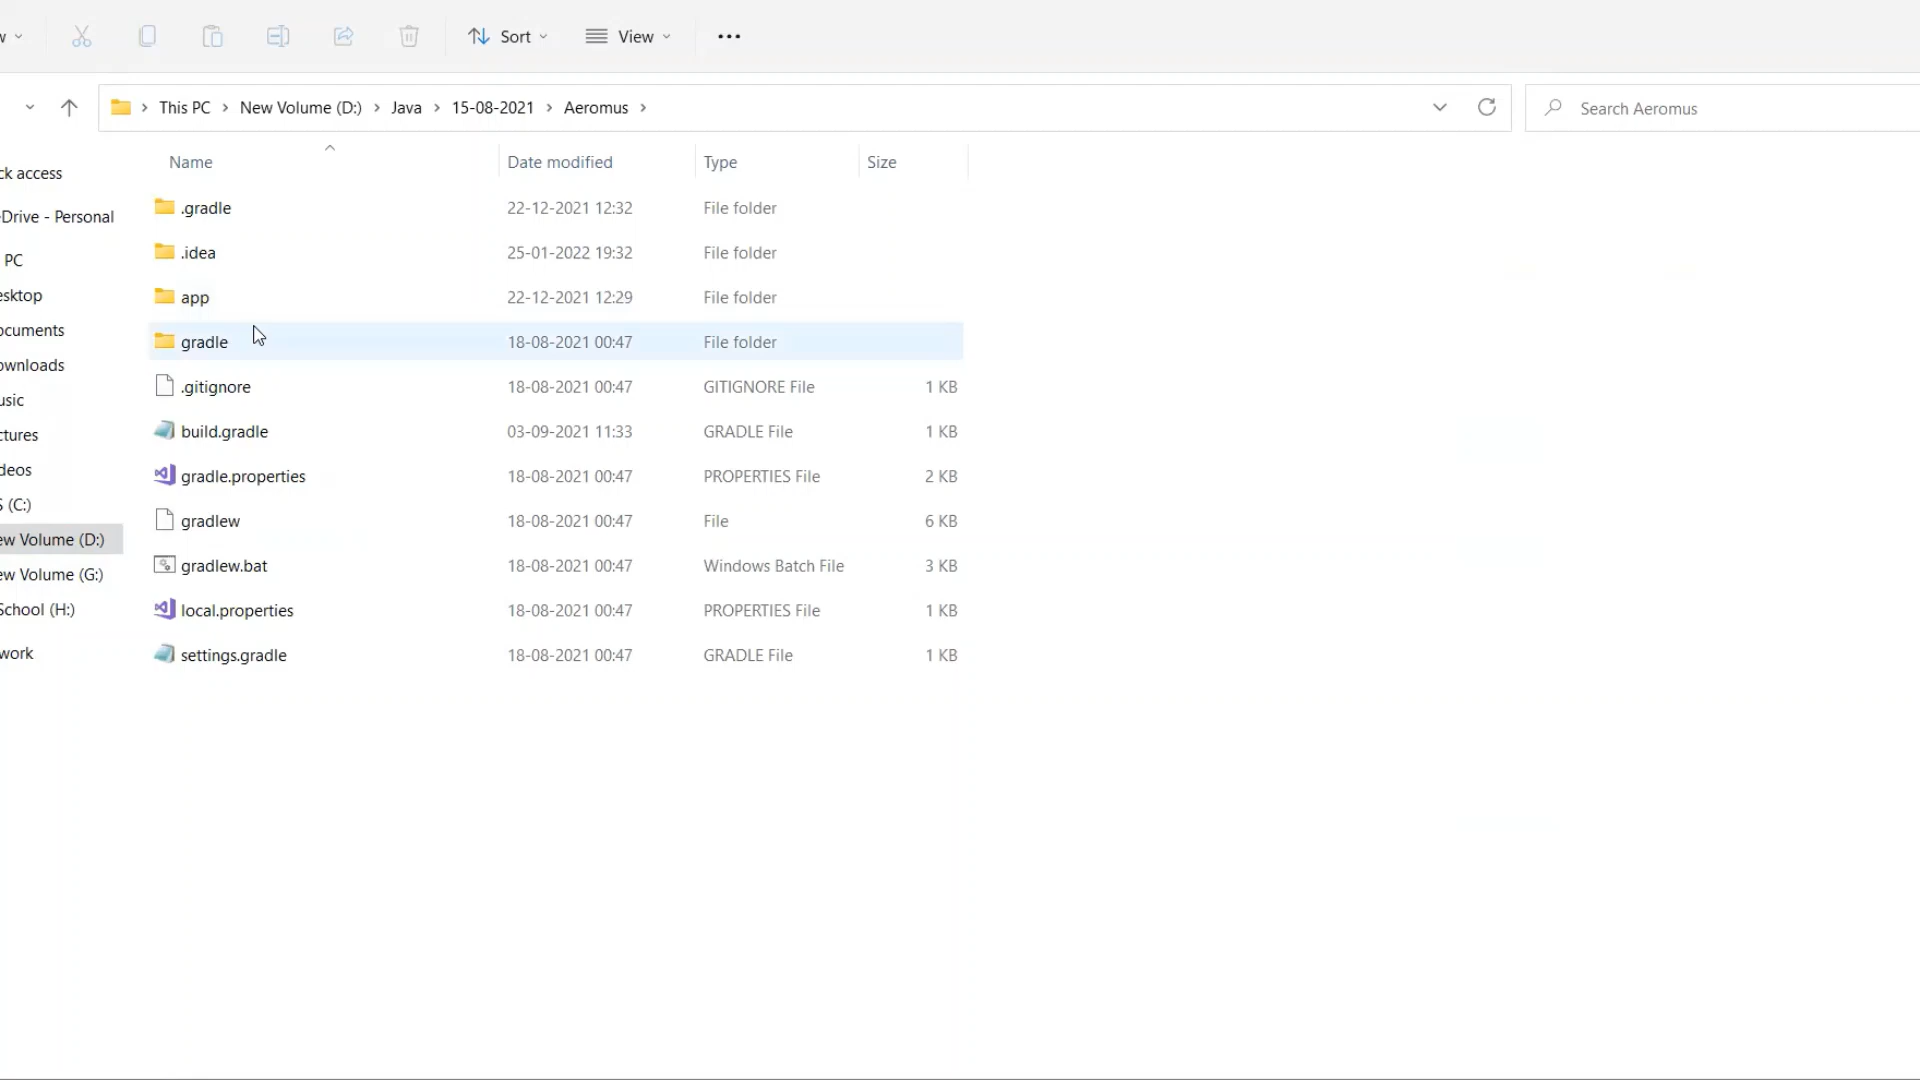 w
Sort
View
This PC
New Volume (D:)
Java
15-08-2021
Aeromus
Search Aeromus
Name Date modified Type Size
.gradle 22-12-2021 12:32 File folder
.idea 25-01-2022 19:32 File folder
app 22-12-2021 12:29 File folder
gradle 18-08-2021 00:47 File folder
.gitignore 18-08-2021 00:47 GITIGNORE File 1 KB
build.gradle 03-09-2021 11:33 GRADLE File 1 KB
gradle.properties 18-08-2021 00:47 PROPERTIES File 2 KB
gradlew 18-08-2021 00:47 File 6 KB
gradlew.bat 18-08-2021 00:47 Windows Batch File 3 KB
local.properties 18-08-2021 00:47 PROPERTIES File 1 KB
settings.gradle 18-08-2021 00:47 GRADLE File 1 KB
ck access
Drive - Personal
PC
esktop
ocuments
ownloads
usic
ctures
deos
S (C:)
ew Volume (D:)
ew Volume (G:)
School (H:)
work